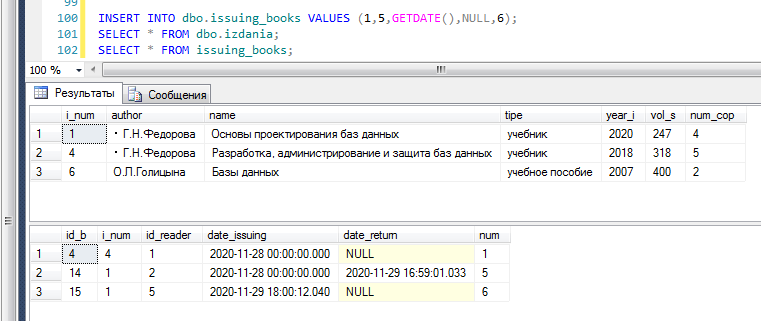 99
100 INSERT INTO dbo.issuing_books VALUES (1,5,GETDATE(),NULL,6);
101 SELECT * FROM dbo.izdania;
102 SELECT * FROM issuing_books;
100 %
Результаты Сообщения
i_num author name tipe year_i vol_s num_cop
1 1 · Г.Н.Федорова Основы проектирования баз данных учебник 2020 247 4
2 4 · Г.Н.Федорова Разработка, администрирование и защита баз данных учебник 2018 318 5
3 6 О.Л.Голицына Базы данных учебное пособие 2007 400 2
id_b i_num id_reader date_issuing date_return num
1 4 4 1 2020-11-28 00:00:00.000 NULL 1
2 14 1 2 2020-11-28 00:00:00.000 2020-11-29 16:59:01.033 5
3 15 1 5 2020-11-29 18:00:12.040 NULL 6